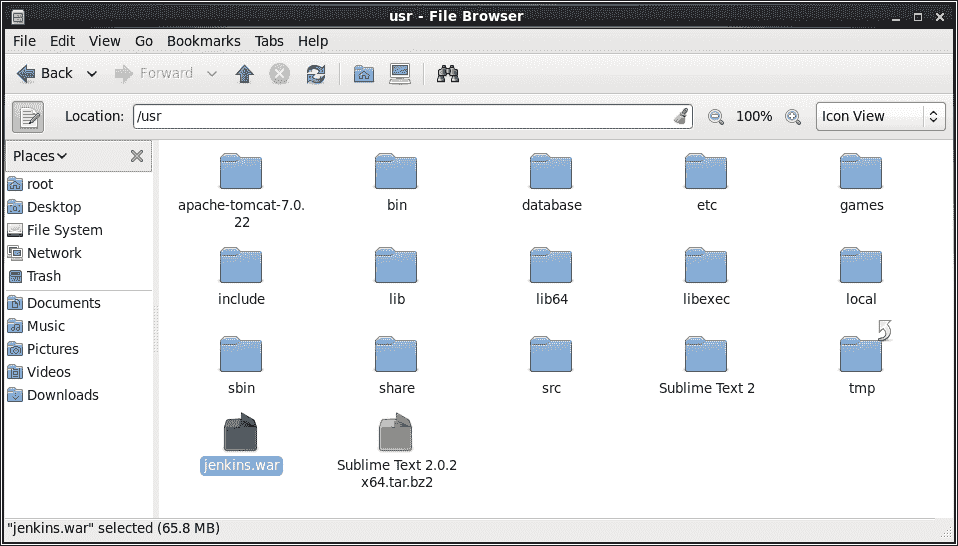 usr - File Browser
File Edit View Go Bookmarks Tabs Help
Back Forward
Location: /usr 100% Icon View
Places
root
Desktop
File System
Network
Trash
Documents
Music
Pictures
Videos
Downloads
apache-tomcat-7.0.
22
bin
database
etc
games
include
lib
lib64
libexec
local
sbin
share
src
Sublime Text 2
tmp
jenkins.war
Sublime Text 2.0.2
x64.tar.bz2
"jenkins.war" selected (65.8 MB)